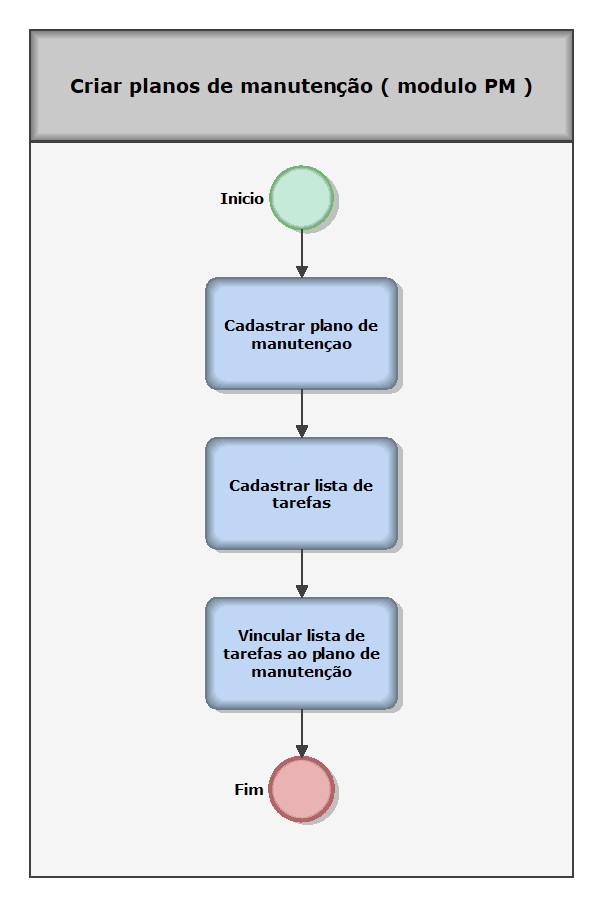 Criar planos de manutenção ( modulo PM )
Inicio
Cadastrar plano de
manutençao
Cadastrar lista de
tarefas
Vincular lista de
tarefas ao plano de
manutenção
Fim